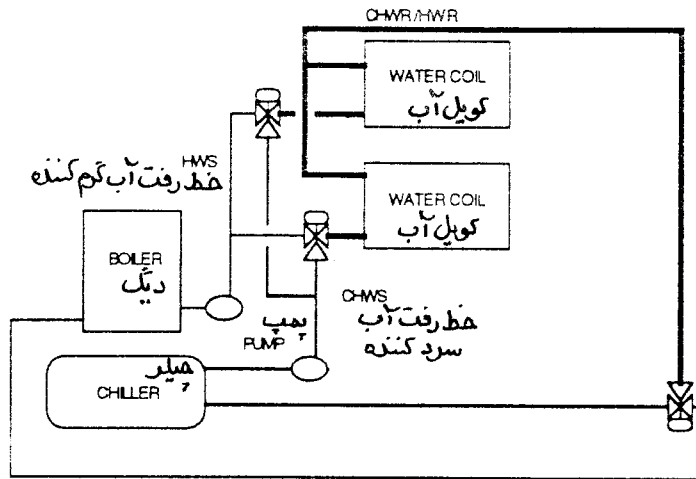 CHWR/HWR
WATER COIL
کویل آب
HWS
خط رفت آب گرم کننده
WATER COIL
کویل آب
BOILER
دیگ
CHWS
خط رفت آب
سرد کننده
پمپ
PUMP
چیلر
CHILLER